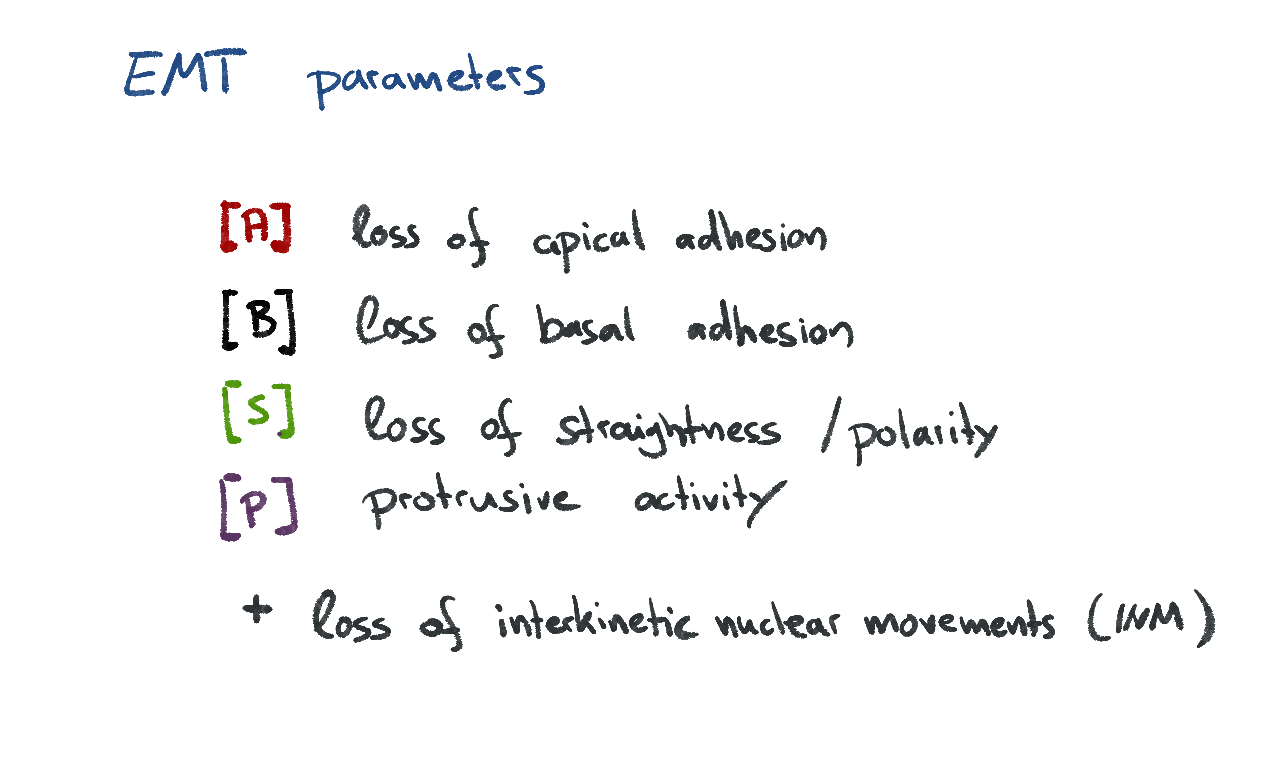 EMT parameters
[A] loss of apical adhesion
[B] loss of basal adhesion
[S] loss of straightness / polarity
[P] protrusive activity
+ loss of interkinetic nuclear movements (INM)